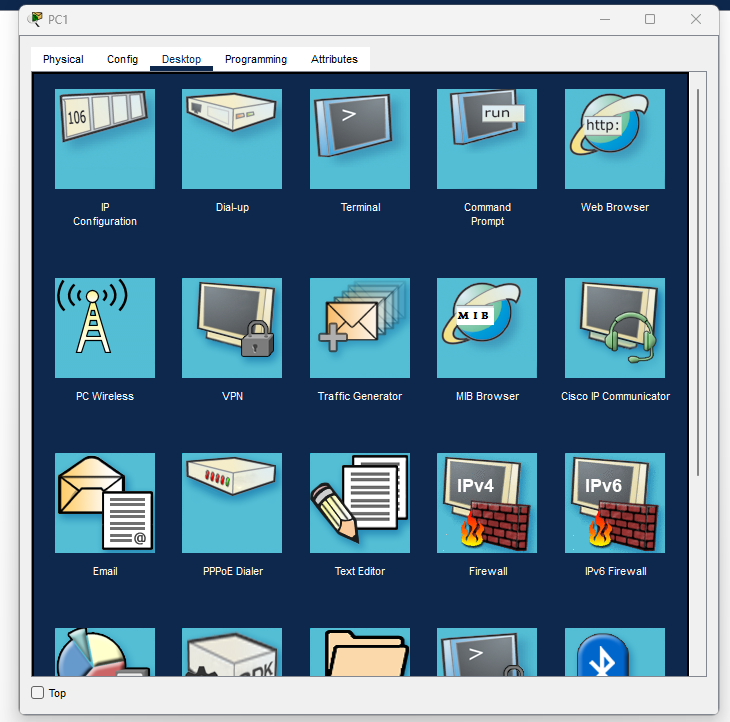 PC1
Physical Config Desktop Programming Attributes
106
>
run
http:
IP
Configuration
Dial-up
Terminal
Command
Prompt
Web Browser
MIB
PC Wireless
VPN
Traffic Generator
MIB Browser
Cisco IP Communicator
@
IPv4
IPv6
Email
PPPoE Dialer
Text Editor
Firewall
IPv6 Firewall
>
Top